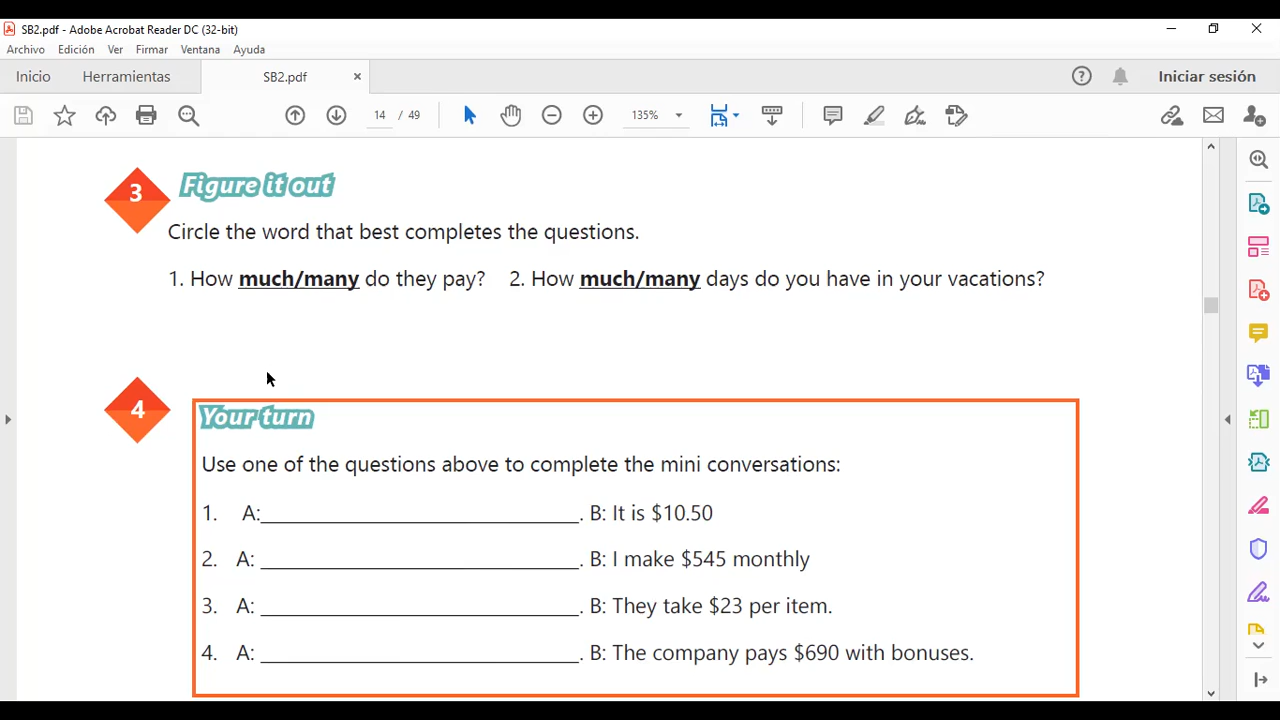 SB2.pdf - Adobe Acrobat Reader DC (32-bit)
Archivo Edición Ver Firmar Ventana Ayuda
Inicio Herramientas SB2.pdf × Iniciar sesión
14 / 49 135%
3 Figure it out
Circle the word that best completes the questions.
1. How much/many do they pay? 2. How much/many days do you have in your vacations?
4 Your turn
Use one of the questions above to complete the mini conversations:
1. A:______________________________. B: It is $10.50
2. A: ______________________________. B: I make $545 monthly
3. A: ______________________________. B: They take $23 per item.
4. A: ______________________________. B: The company pays $690 with bonuses.